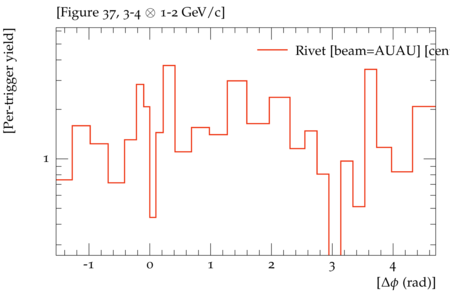 [Figure 37, 3-4 ⊗ 1-2 GeV/c]
[Per-trigger yield]
Rivet [beam=AUAU] [cen
1
-1 0 1 2 3 4
[Δϕ (rad)]